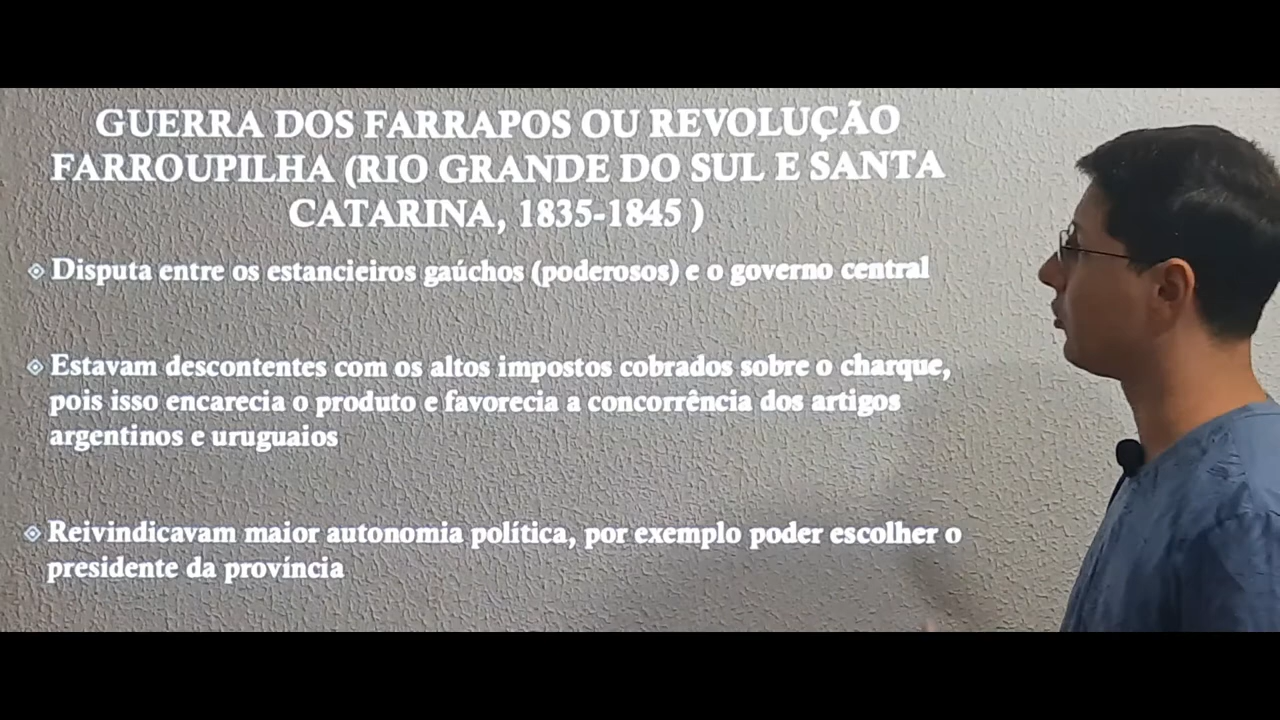 GUERRA DOS FARRAPOS OU REVOLUÇÃO
FARROUPILHA (RIO GRANDE DO SUL E SANTA
CATARINA, 1835-1845 )
Disputa entre os estancieiros gaúchos (poderosos) e o governo central
Estavam descontentes com os altos impostos cobrados sobre o charque,
pois isso encarecia o produto e favorecia a concorrência dos artigos
argentinos e uruguaios
Reivindicavam maior autonomia política, por exemplo poder escolher o
presidente da província